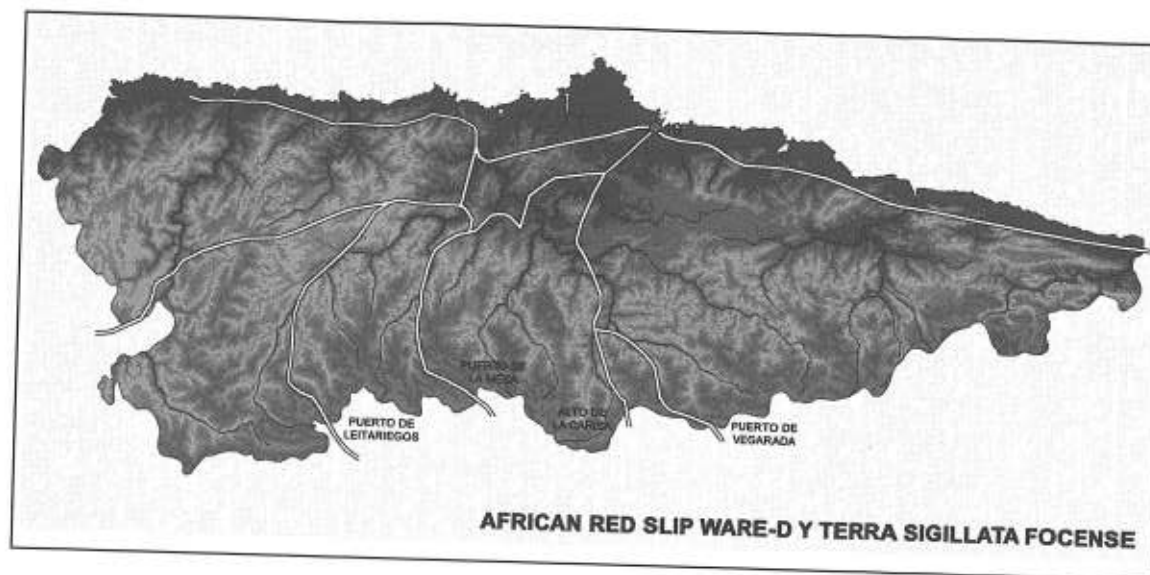 PUERTO DE
LA MESA
PUERTO DE
LEITARIEGOS
ALTO DE
LA CARISA
PUERTO DE
VEGARADA
AFRICAN RED SLIP WARE-D Y TERRA SIGILLATA FOCENSE